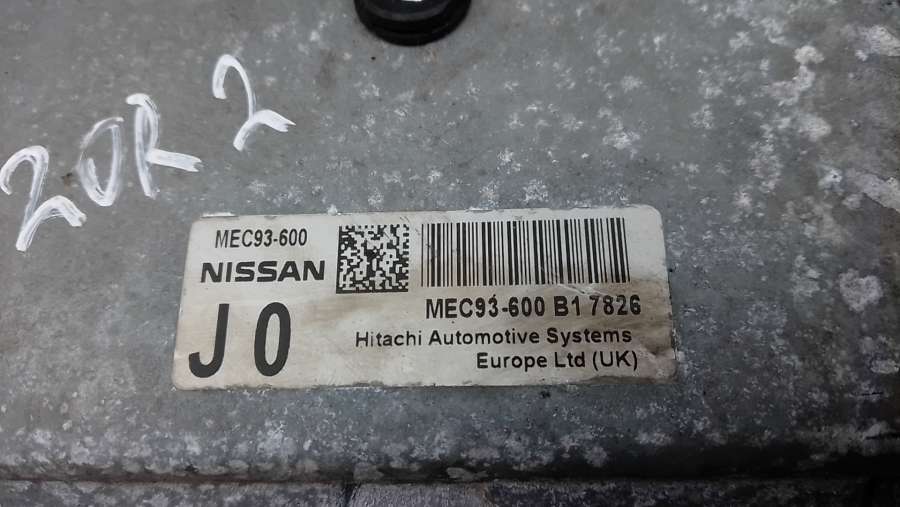 20R2
MEC93-600
NISSAN
J0
MEC93-600 B1 7826
Hitachi Automotive Systems
Europe Ltd (UK)